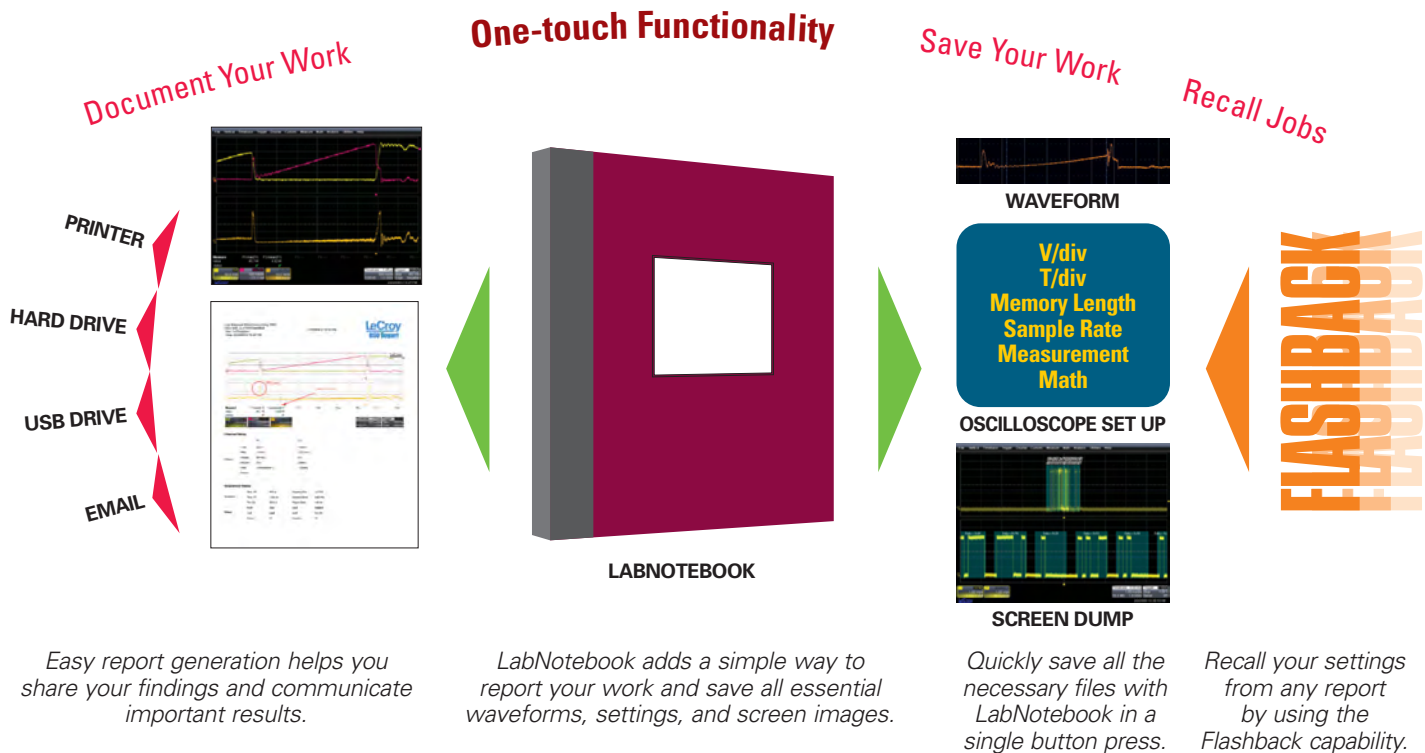 One-touch Functionality
Document Your Work
Save Your Work
Recall Jobs
PRINTER
HARD DRIVE
USB DRIVE
EMAIL
LeCroy
LABNOTEBOOK
WAVEFORM
V/div
T/div
Memory Length
Sample Rate
Measurement
Math
OSCILLOSCOPE SET UP
SCREEN DUMP
FLASHBACK
Easy report generation helps you
share your findings and communicate
important results.
LabNotebook adds a simple way to
report your work and save all essential
waveforms, settings, and screen images.
Quickly save all the
necessary files with
LabNotebook in a
single button press.
Recall your settings
from any report
by using the
Flashback capability.